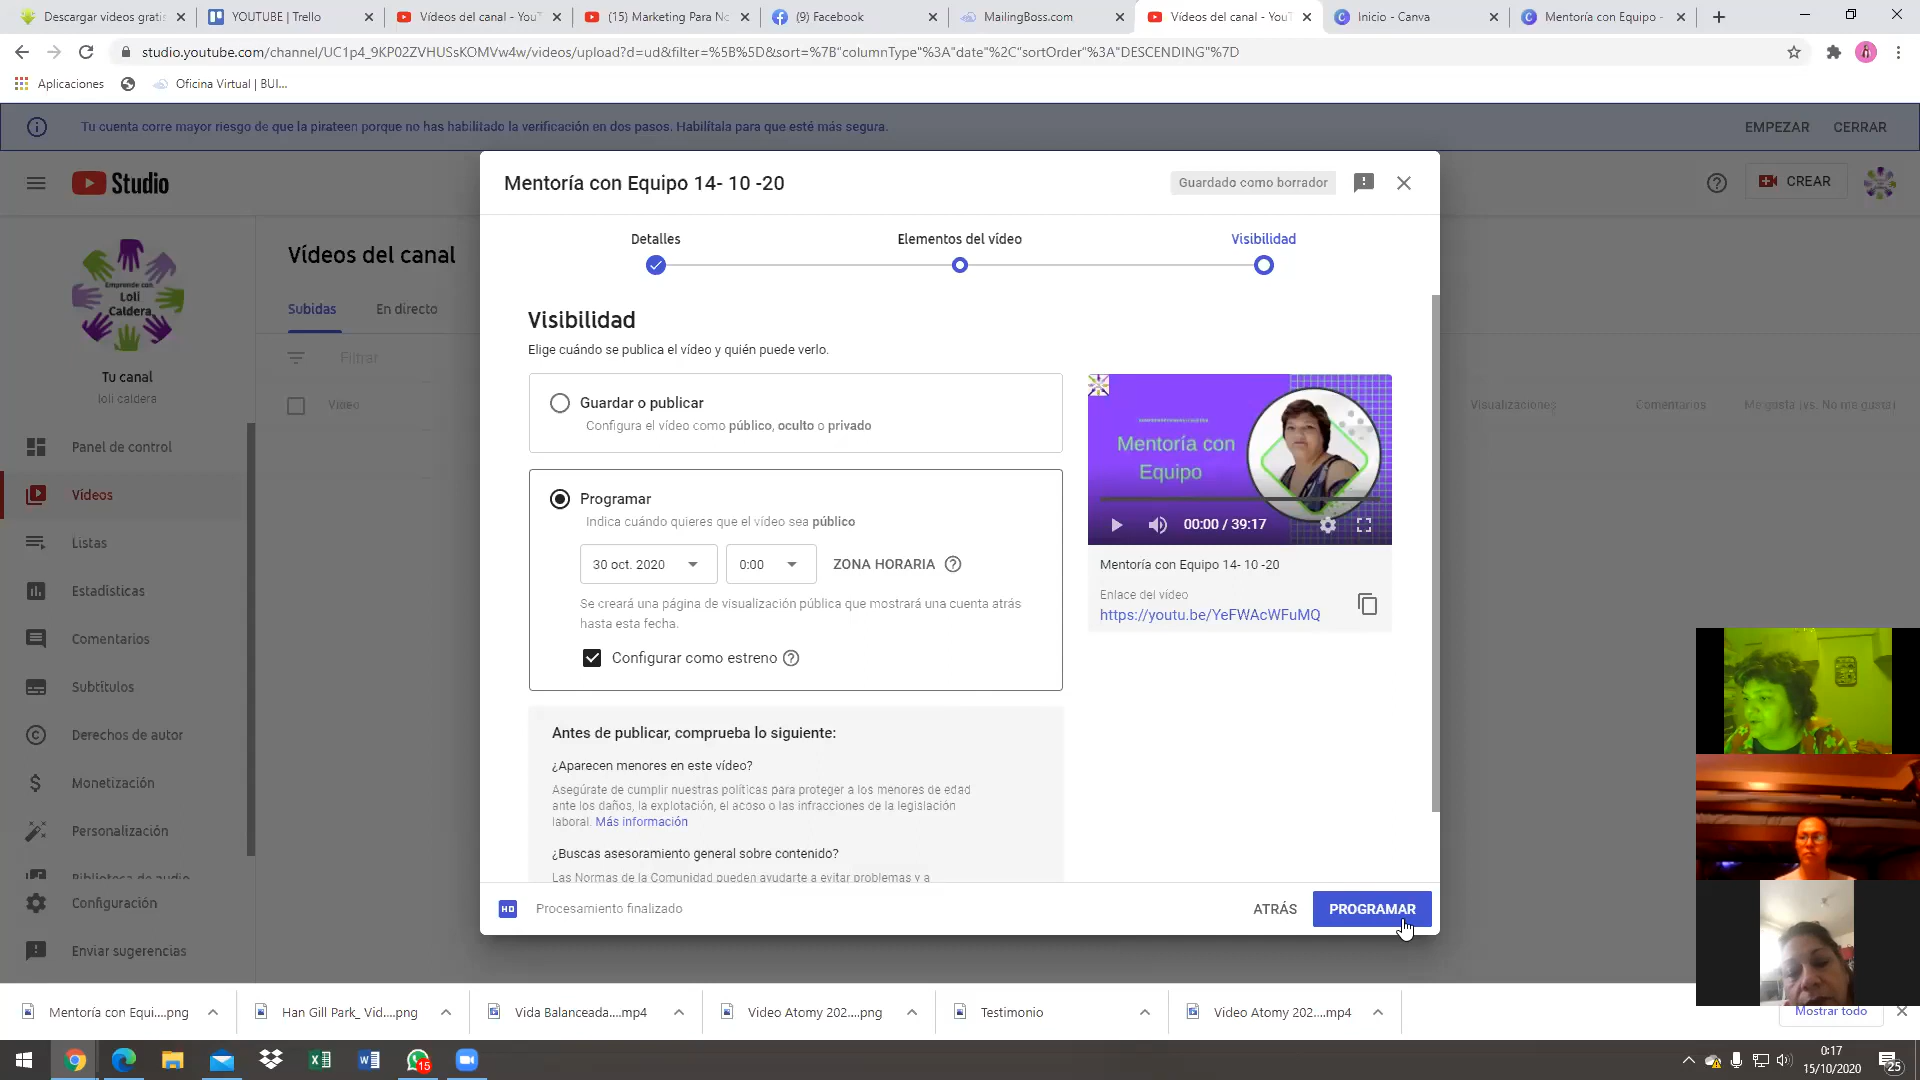 Descargar videos gratis
YOUTUBE | Trello
Vídeos del canal - YouT
(15) Marketing Para No
(9) Facebook
MailingBoss.com
Vídeos del canal - YouT
Inicio - Canva
Mentoría con Equipo -
studio.youtube.com/channel/UC1p4_9KP02ZVHUSsKOMVw4w/videos/upload?d=ud&filter=%5B%5D&sort=%7B"columnType"%3A"date"%2C"sortOrder"%3A"DESCENDING"%7D
Aplicaciones
Oficina Virtual | BUI...
Tu cuenta corre mayor riesgo de que la pirateen porque no has habilitado la verificación en dos pasos. Habilítala para que esté más segura.
EMPEZAR
CERRAR
Studio
CREAR
Mentoría con Equipo 14- 10 -20
Guardado como borrador
Detalles
Elementos del vídeo
Visibilidad
Emprende con
Loli
Caldera
Tu canal
loli caldera
Vídeos del canal
Subidas
En directo
Filtrar
Vídeo
Visualizaciones
Comentarios
Me gusta (vs. No me gusta)
Panel de control
Vídeos
Listas
Estadísticas
Comentarios
Subtítulos
Derechos de autor
Monetización
Personalización
Biblioteca de audio
Configuración
Enviar sugerencias
Visibilidad
Elige cuándo se publica el vídeo y quién puede verlo.
Guardar o publicar
Configura el vídeo como público, oculto o privado
Programar
Indica cuándo quieres que el vídeo sea público
30 oct. 2020
0:00
ZONA HORARIA
Se creará una página de visualización pública que mostrará una cuenta atrás
hasta esta fecha.
Configurar como estreno
Antes de publicar, comprueba lo siguiente:
¿Aparecen menores en este vídeo?
Asegúrate de cumplir nuestras políticas para proteger a los menores de edad
ante los daños, la explotación, el acoso o las infracciones de la legislación
laboral. Más información
¿Buscas asesoramiento general sobre contenido?
Las Normas de la Comunidad pueden ayudarte a evitar problemas y a
Mentoría con
Equipo
00:00 / 39:17
Mentoría con Equipo 14- 10 -20
Enlace del vídeo
https://youtu.be/YeFWAcWFuMQ
HD
Procesamiento finalizado
ATRÁS
PROGRAMAR
Mentoría con Equi....png
Han Gill Park_ Vid....png
Vida Balanceada....mp4
Video Atomy 202....png
Testimonio
Video Atomy 202....mp4
Mostrar todo
15
0:17
15/10/2020
25